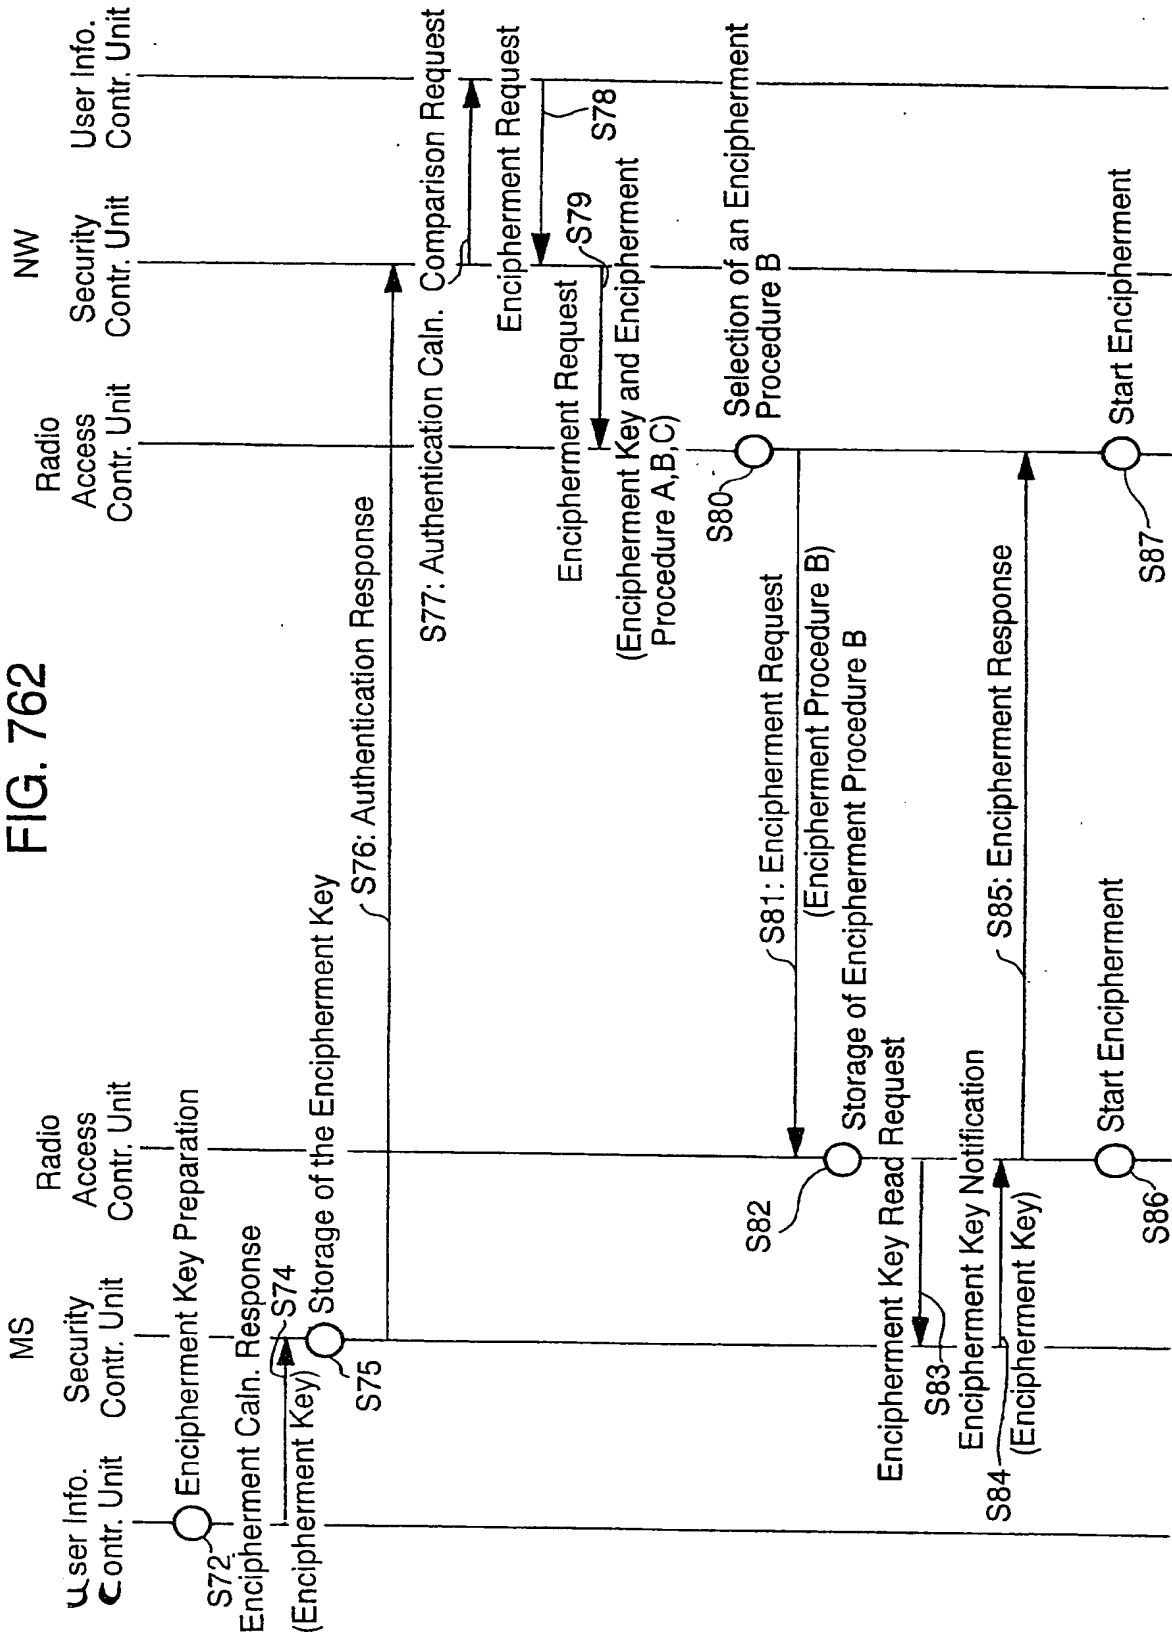 FIG. 762
MS
NW
User Info.
Contr. Unit
Security
Contr. Unit
Radio
Access
Contr. Unit
Radio
Access
Contr. Unit
Security
Contr. Unit
User Info.
Contr. Unit
Encipherment Key Preparation
S72
Encipherment Caln. Response
S74
(Encipherment Key)
Storage of the Encipherment Key
S75
S76: Authentication Response
S77: Authentication Caln. Comparison Request
Encipherment Request
S78
Encipherment Request
S79
(Encipherment Key and Encipherment
Procedure A,B,C)
Selection of an Encipherment
Procedure B
S80
S81: Encipherment Request
(Encipherment Procedure B)
Storage of Encipherment Procedure B
S82
Encipherment Key Read Request
S83
Encipherment Key Notification
(Encipherment Key)
S84
S85: Encipherment Response
Start Encipherment
S86
Start Encipherment
S87